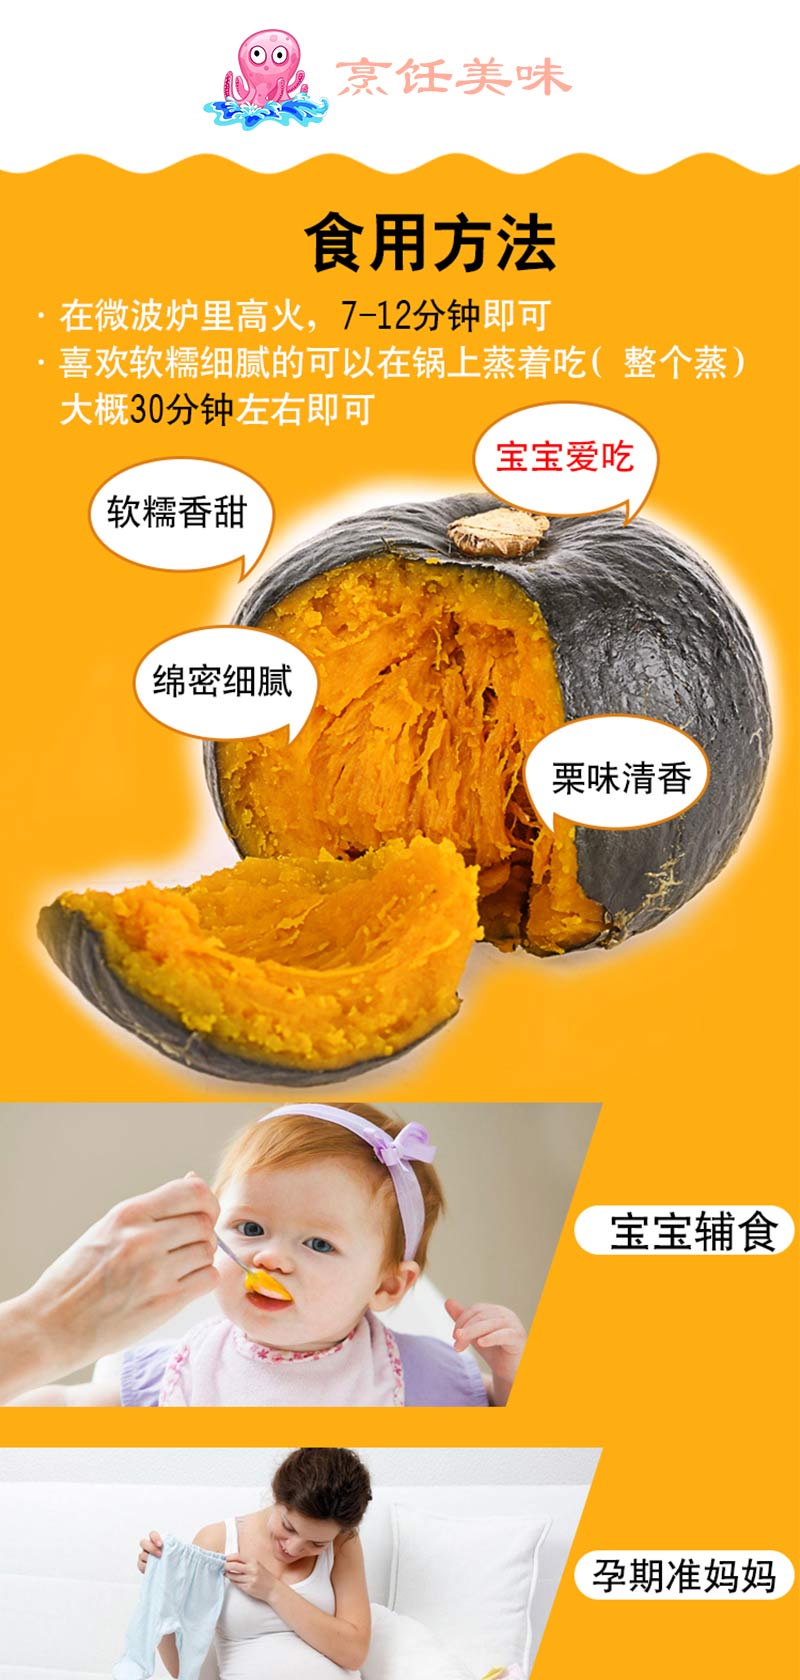 烹饪美味
食用方法
·在微波炉里高火，7-12分钟即可
·喜欢软糯细腻的可以在锅上蒸着吃（ 整个蒸）
大概30分钟左右即可
宝宝爱吃
软糯香甜
绵密细腻
栗味清香
宝宝辅食
孕期准妈妈